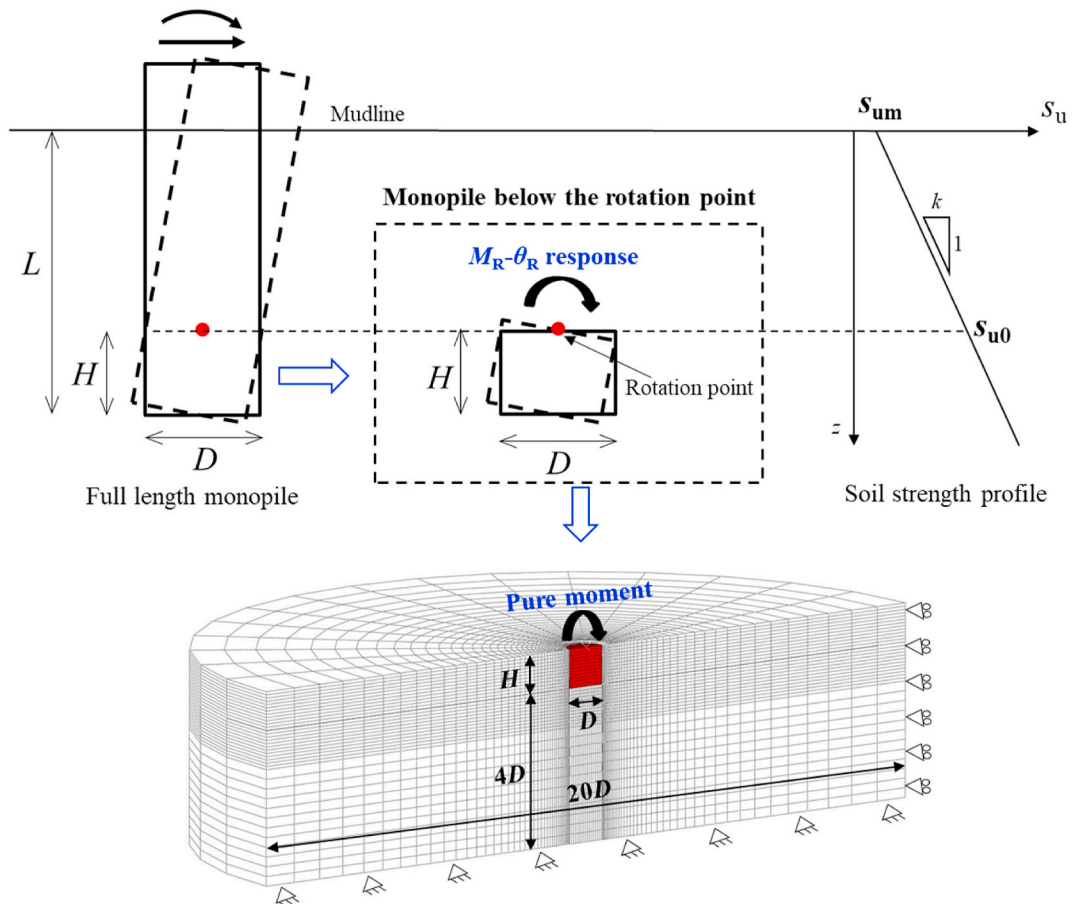 Mudline
s_um
s_u
Monopile below the rotation point
M_R-θ_R response
k
1
L
H
H
s_u0
Rotation point
z
D
D
Full length monopile
Soil strength profile
Pure moment
H
D
4D
20D